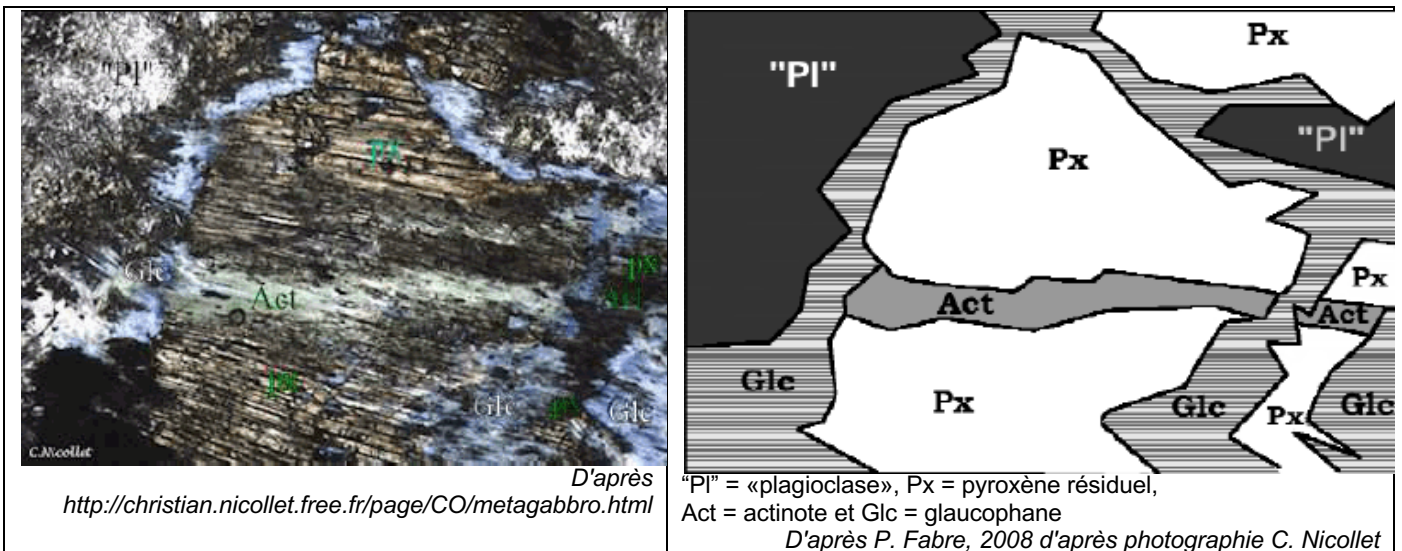 "Pl"
px
Glc
Act
px
Act
px
Glc
px
Glc
C.Nicollet
D'après
http://christian.nicollet.free.fr/page/CO/metagabbro.html
Px
"Pl"
"Pl"
Px
Px
Act
Act
Glc
Px
Glc
Px
Glc
“Pl” = «plagioclase», Px = pyroxène résiduel,
Act = actinote et Glc = glaucophane
D'après P. Fabre, 2008 d'après photographie C. Nicollet